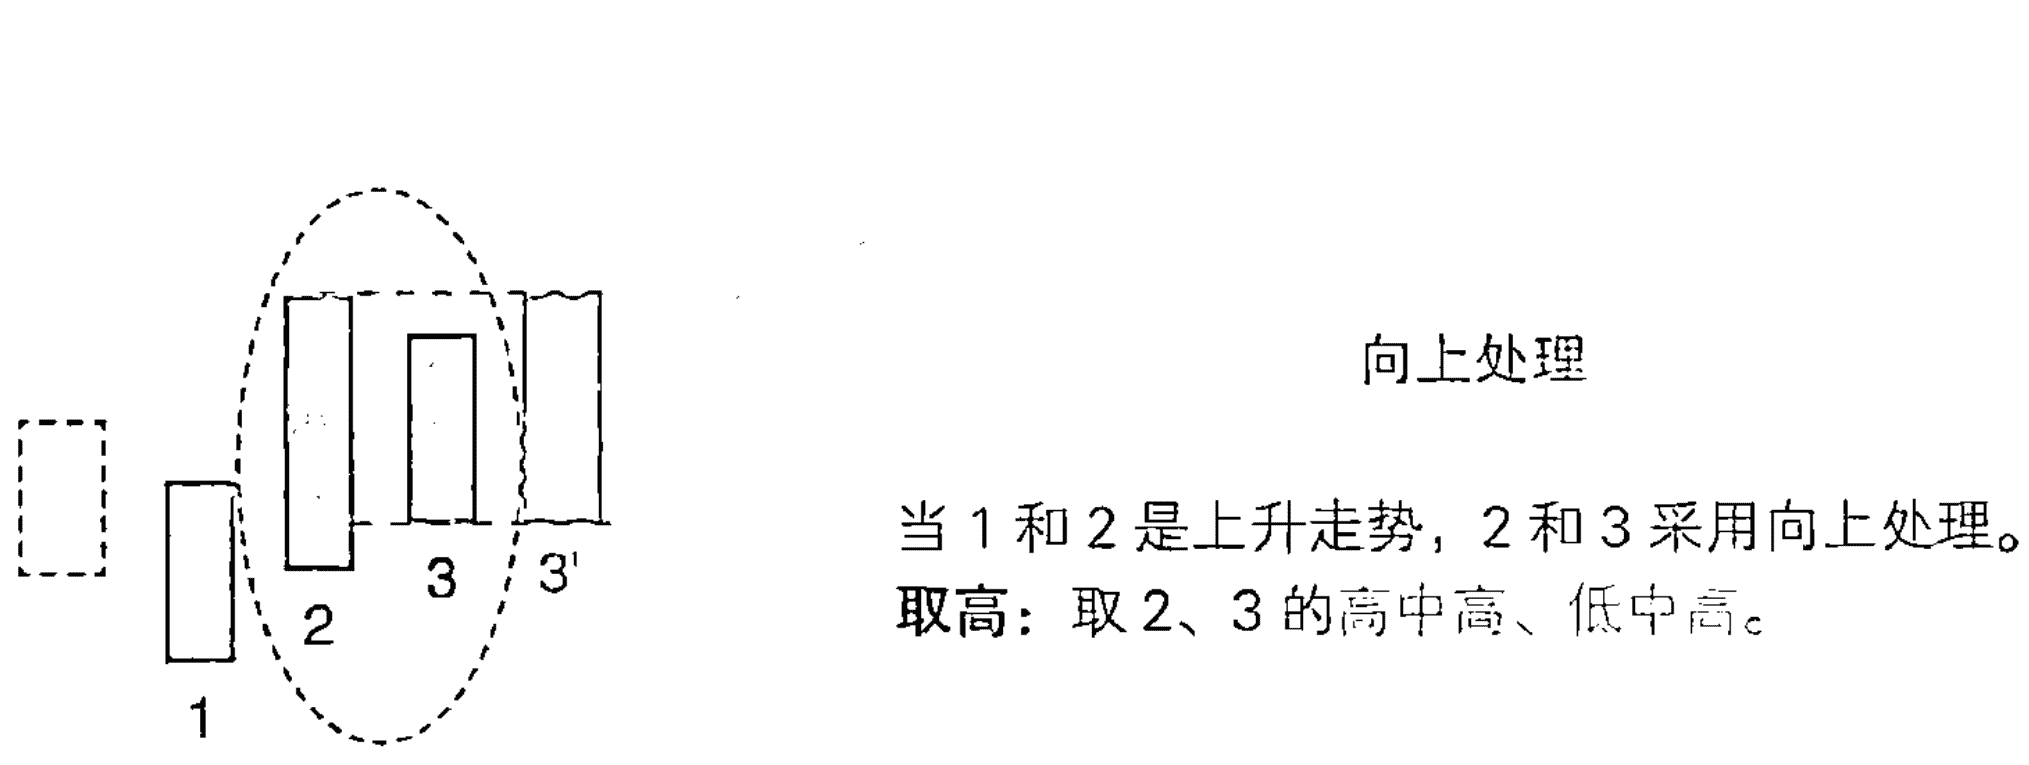 向上处理
当1和2是上升走势，2和3采用向上处理。
取高：取2、3的高中高、低中高。
3
3'
2
1